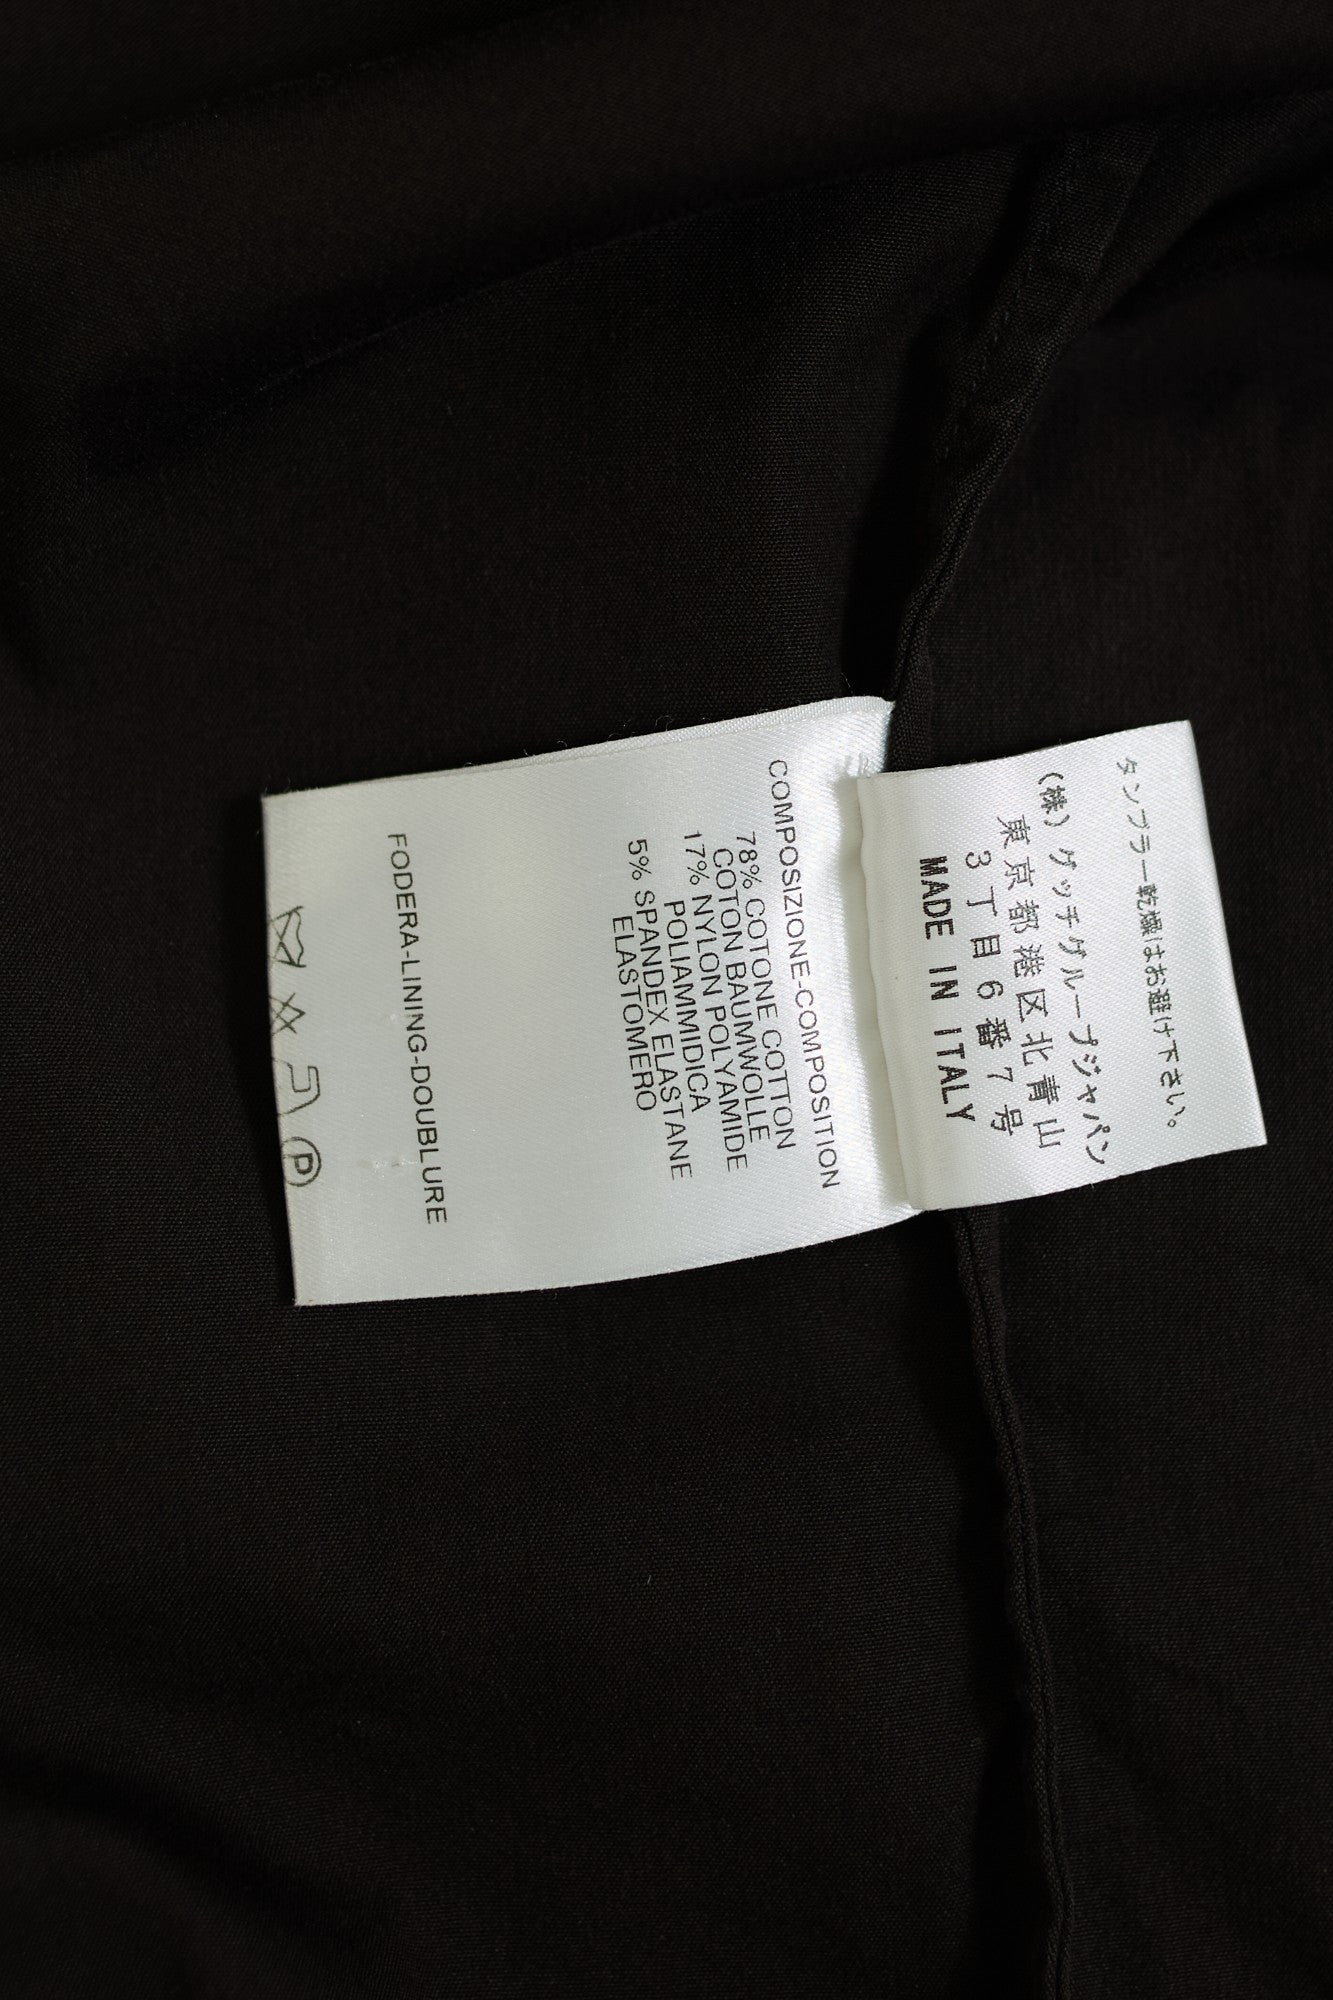 COMPOSIZIONE-COMPOSITION
78% COTONE COTTON
COTON BAUMWOLLE
17% NYLON POLYAMIDE
POLIAMMIDICA
5% SPANDEX ELASTANE
ELASTOMERO
FODERA-LINING-DOUBLURE
P
タンブラー乾燥はお避け下さい。
(株) グッチグループジャパン
東京都港区北青山
3丁目6番7号
MADE IN ITALY